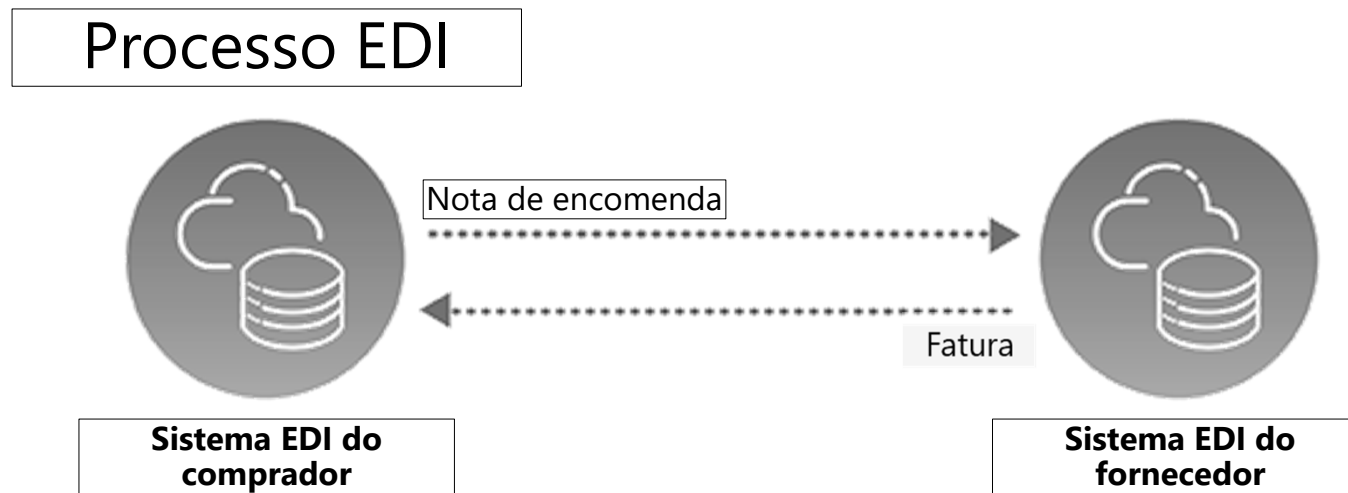 Processo EDI
Nota de encomenda
Fatura
Sistema EDI do
comprador
Sistema EDI do
fornecedor